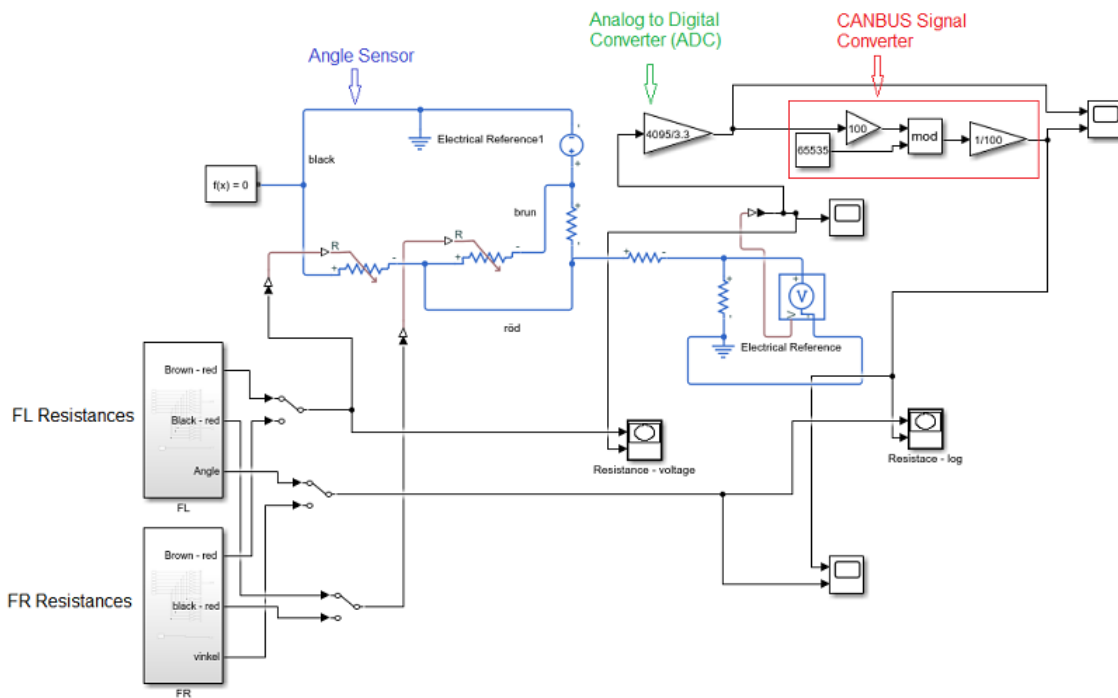 Analog to Digital
Converter (ADC)
CANBUS Signal
Converter
Angle Sensor
Electrical Reference1
-
+
4095/3.3
100
65535
mod
1/100
black
f(x) = 0
brun
+
-
R
R
+
-
+
-
+
-
+
-
+
V
V
-
röd
Electrical Reference
Brown - red
FL Resistances
Black - red
Angle
FL
Resistance - voltage
Resistace - log
Brown - red
FR Resistances
black - red
vinkel
FR